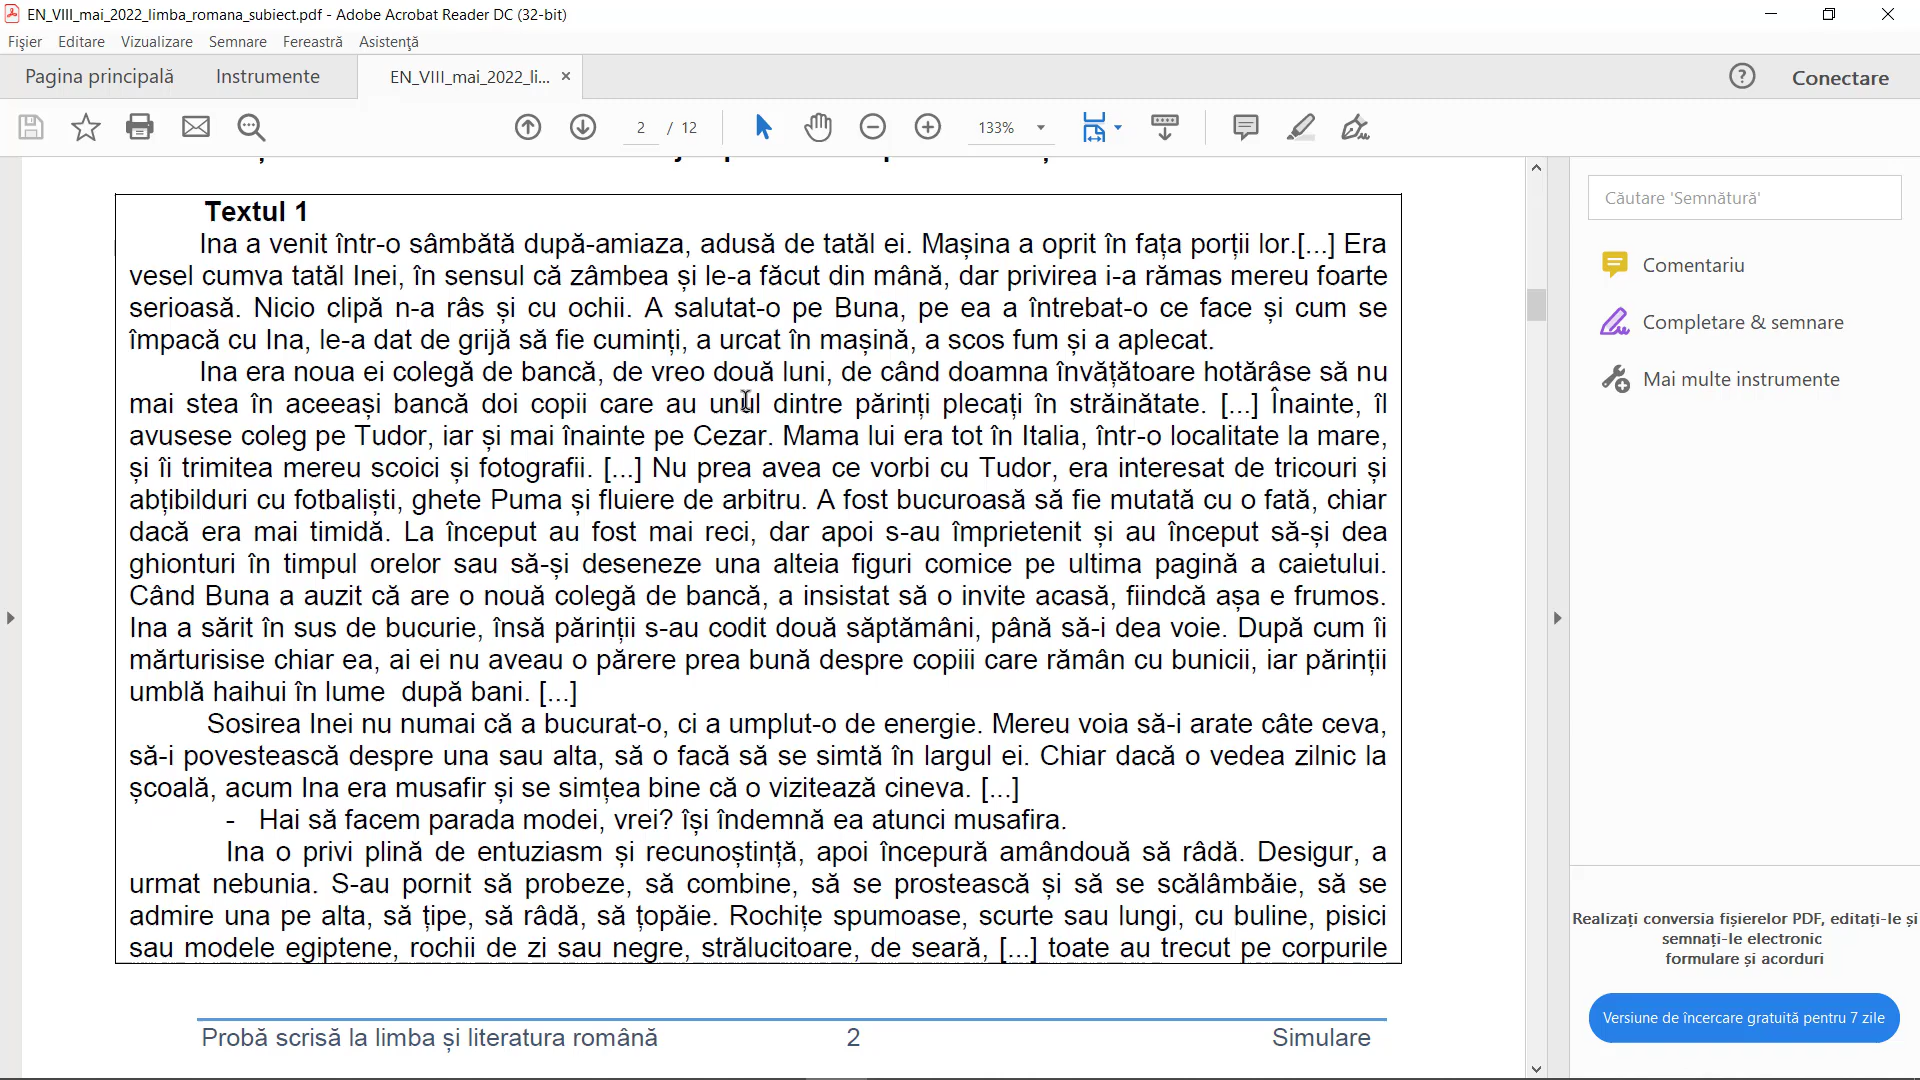 EN_VIII_mai_2022_limba_romana_subiect.pdf - Adobe Acrobat Reader DC (32-bit)
Fișier Editare Vizualizare Semnare Fereastră Asistență
Pagina principală Instrumente EN_VIII_mai_2022_li... × Conectare
2 / 12 133%
Textul 1
Ina a venit într-o sâmbătă după-amiaza, adusă de tatăl ei. Mașina a oprit în fața porții lor.[...] Era
vesel cumva tatăl Inei, în sensul că zâmbea și le-a făcut din mână, dar privirea i-a rămas mereu foarte
serioasă. Nicio clipă n-a râs și cu ochii. A salutat-o pe Buna, pe ea a întrebat-o ce face și cum se
împacă cu Ina, le-a dat de grijă să fie cuminți, a urcat în mașină, a scos fum și a aplecat.
Ina era noua ei colegă de bancă, de vreo două luni, de când doamna învățătoare hotărâse să nu
mai stea în aceeași bancă doi copii care au unul dintre părinți plecați în străinătate. [...] Înainte, îl
avusese coleg pe Tudor, iar și mai înainte pe Cezar. Mama lui era tot în Italia, într-o localitate la mare,
și îi trimitea mereu scoici și fotografii. [...] Nu prea avea ce vorbi cu Tudor, era interesat de tricouri și
abțibilduri cu fotbaliști, ghete Puma și fluiere de arbitru. A fost bucuroasă să fie mutată cu o fată, chiar
dacă era mai timidă. La început au fost mai reci, dar apoi s-au împrietenit și au început să-și dea
ghionturi în timpul orelor sau să-și deseneze una alteia figuri comice pe ultima pagină a caietului.
Când Buna a auzit că are o nouă colegă de bancă, a insistat să o invite acasă, fiindcă așa e frumos.
Ina a sărit în sus de bucurie, însă părinții s-au codit două săptămâni, până să-i dea voie. După cum îi
mărturisise chiar ea, ai ei nu aveau o părere prea bună despre copiii care rămân cu bunicii, iar părinții
umblă haihui în lume  după bani. [...]
Sosirea Inei nu numai că a bucurat-o, ci a umplut-o de energie. Mereu voia să-i arate câte ceva,
să-i povestească despre una sau alta, să o facă să se simtă în largul ei. Chiar dacă o vedea zilnic la
școală, acum Ina era musafir și se simțea bine că o vizitează cineva. [...]
- Hai să facem parada modei, vrei? își îndemnă ea atunci musafira.
Ina o privi plină de entuziasm și recunoștință, apoi începură amândouă să râdă. Desigur, a
urmat nebunia. S-au pornit să probeze, să combine, să se prostească și să se scălâmbăie, să se
admire una pe alta, să țipe, să râdă, să țopăie. Rochițe spumoase, scurte sau lungi, cu buline, pisici
sau modele egiptene, rochii de zi sau negre, strălucitoare, de seară, [...] toate au trecut pe corpurile
Probă scrisă la limba și literatura română 2 Simulare
Căutare 'Semnătură'
Comentariu
Completare & semnare
Mai multe instrumente
Realizați conversia fișierelor PDF, editați-le și
semnați-le electronic
formulare și acorduri
Versiune de încercare gratuită pentru 7 zile